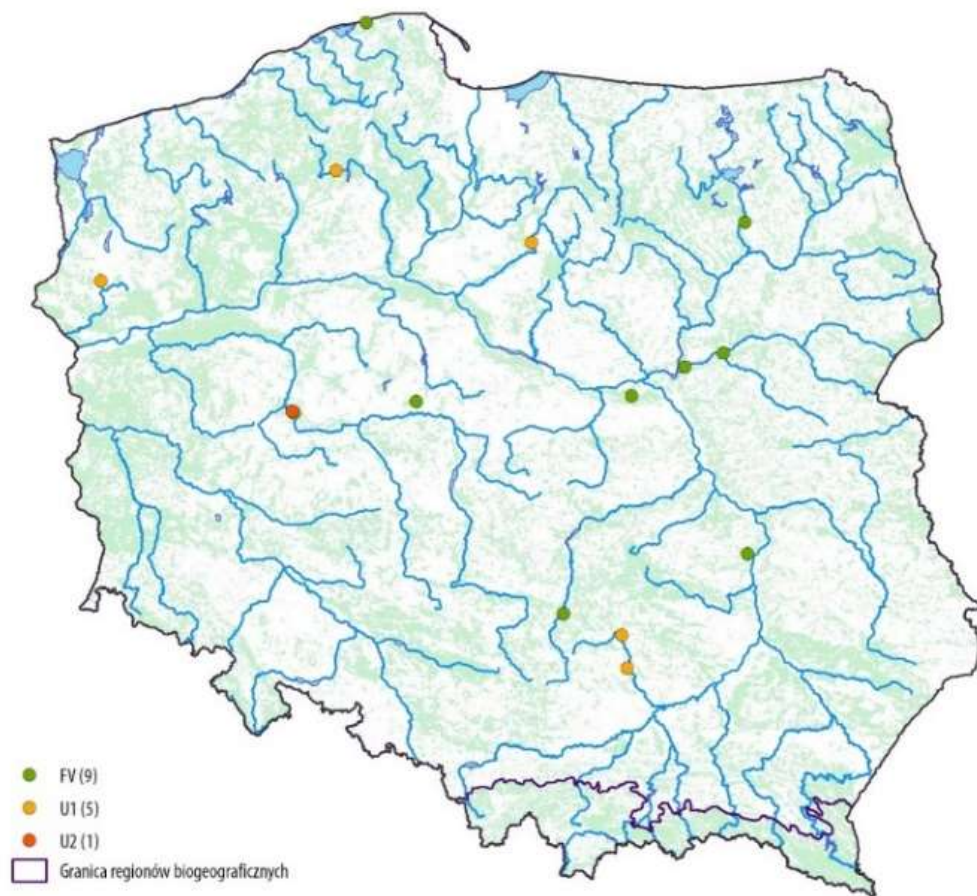 FV (9)
U1 (5)
U2 (1)
Granica regionów biogeograficznych